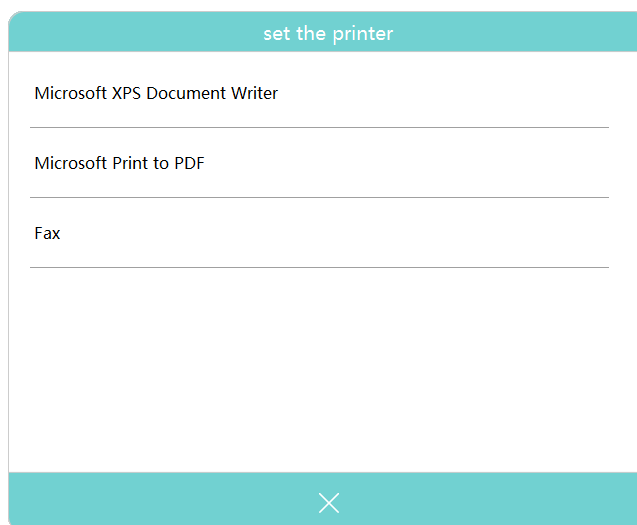 set the printer
Microsoft XPS Document Writer
Microsoft Print to PDF
Fax